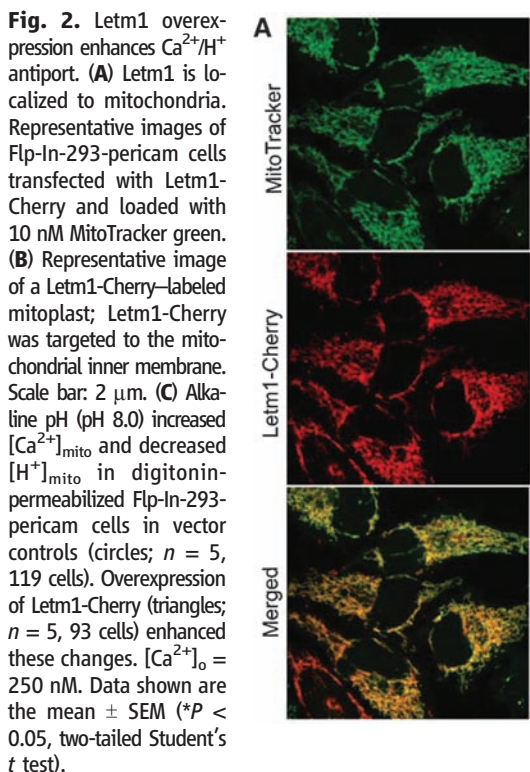 Fig. 2. Letm1 overex-
pression enhances Ca²⁺/H⁺
antiport. (A) Letm1 is lo-
calized to mitochondria.
Representative images of
Flp-In-293-pericam cells
transfected with Letm1-
Cherry and loaded with
10 nM MitoTracker green.
(B) Representative image
of a Letm1-Cherry–labeled
mitoplast; Letm1-Cherry
was targeted to the mito-
chondrial inner membrane.
Scale bar: 2 μm. (C) Alka-
line pH (pH 8.0) increased
[Ca²⁺]mito and decreased
[H⁺]mito in digitonin-
permeabilized Flp-In-293-
pericam cells in vector
controls (circles; n = 5,
119 cells). Overexpression
of Letm1-Cherry (triangles;
n = 5, 93 cells) enhanced
these changes. [Ca²⁺]o =
250 nM. Data shown are
the mean ± SEM (*P <
0.05, two-tailed Student's
t test).
A
MitoTracker
Letm1-Cherry
Merged